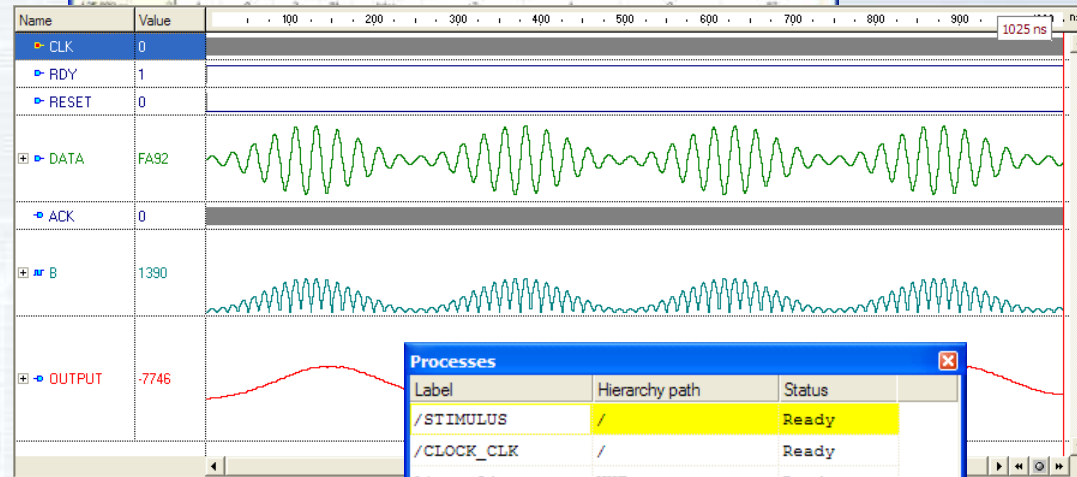 Name Value 100 200 300 400 500 600 700 800 900
1025 ns
CLK 0
RDY 1
RESET 0
DATA FA92
ACK 0
B 1390
OUTPUT -7746
Processes
Label Hierarchy path Status
/STIMULUS / Ready
/CLOCK_CLK / Ready